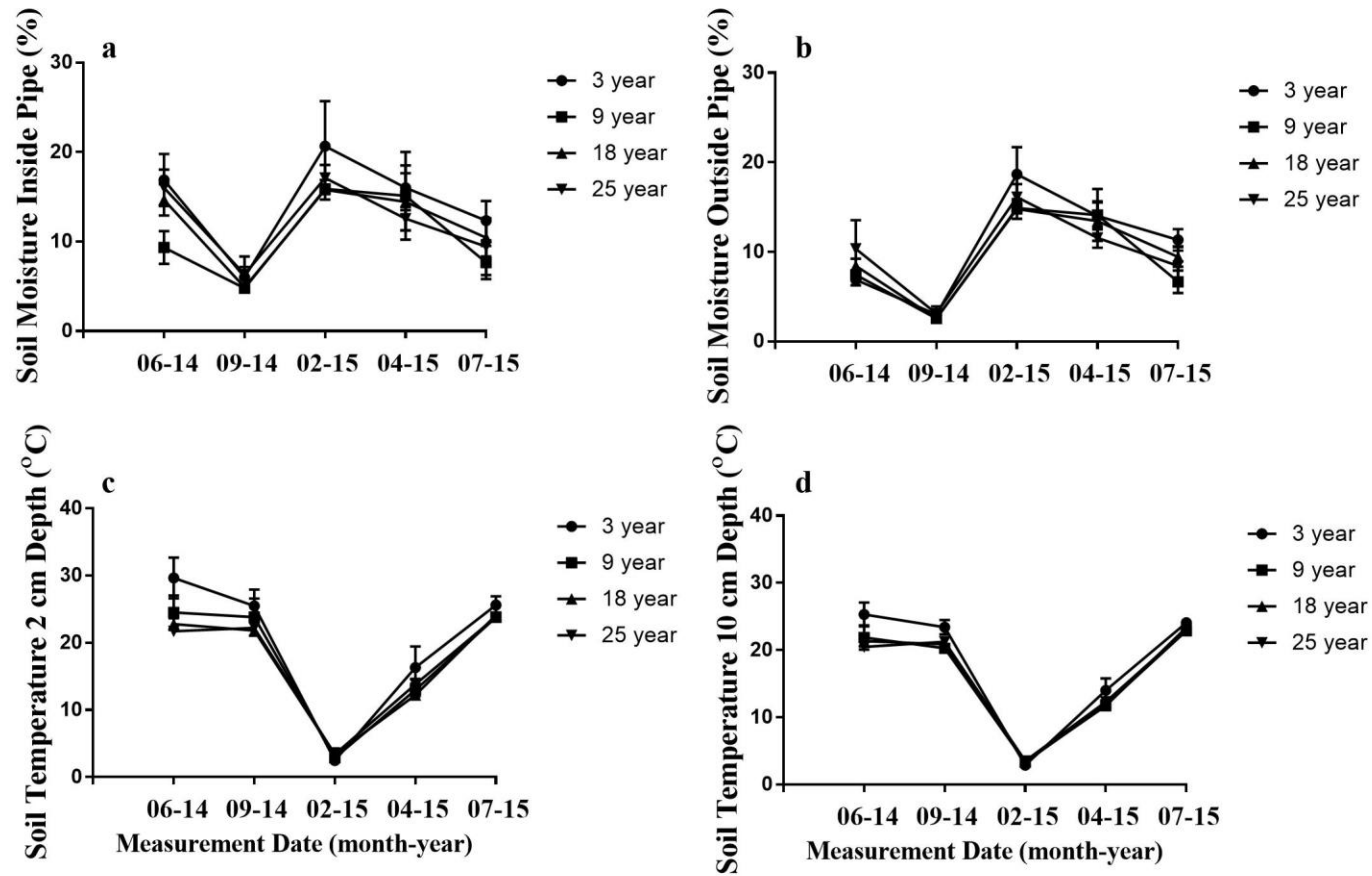 a
Soil Moisture Inside Pipe (%)
30
20
10
0
06-14 09-14 02-15 04-15 07-15
3 year
9 year
18 year
25 year
b
Soil Moisture Outside Pipe (%)
30
20
10
0
06-14 09-14 02-15 04-15 07-15
3 year
9 year
18 year
25 year
c
Soil Temperature 2 cm Depth (°C)
40
30
20
10
0
06-14 09-14 02-15 04-15 07-15
Measurement Date (month-year)
3 year
9 year
18 year
25 year
d
Soil Temperature 10 cm Depth (°C)
40
30
20
10
0
06-14 09-14 02-15 04-15 07-15
Measurement Date (month-year)
3 year
9 year
18 year
25 year